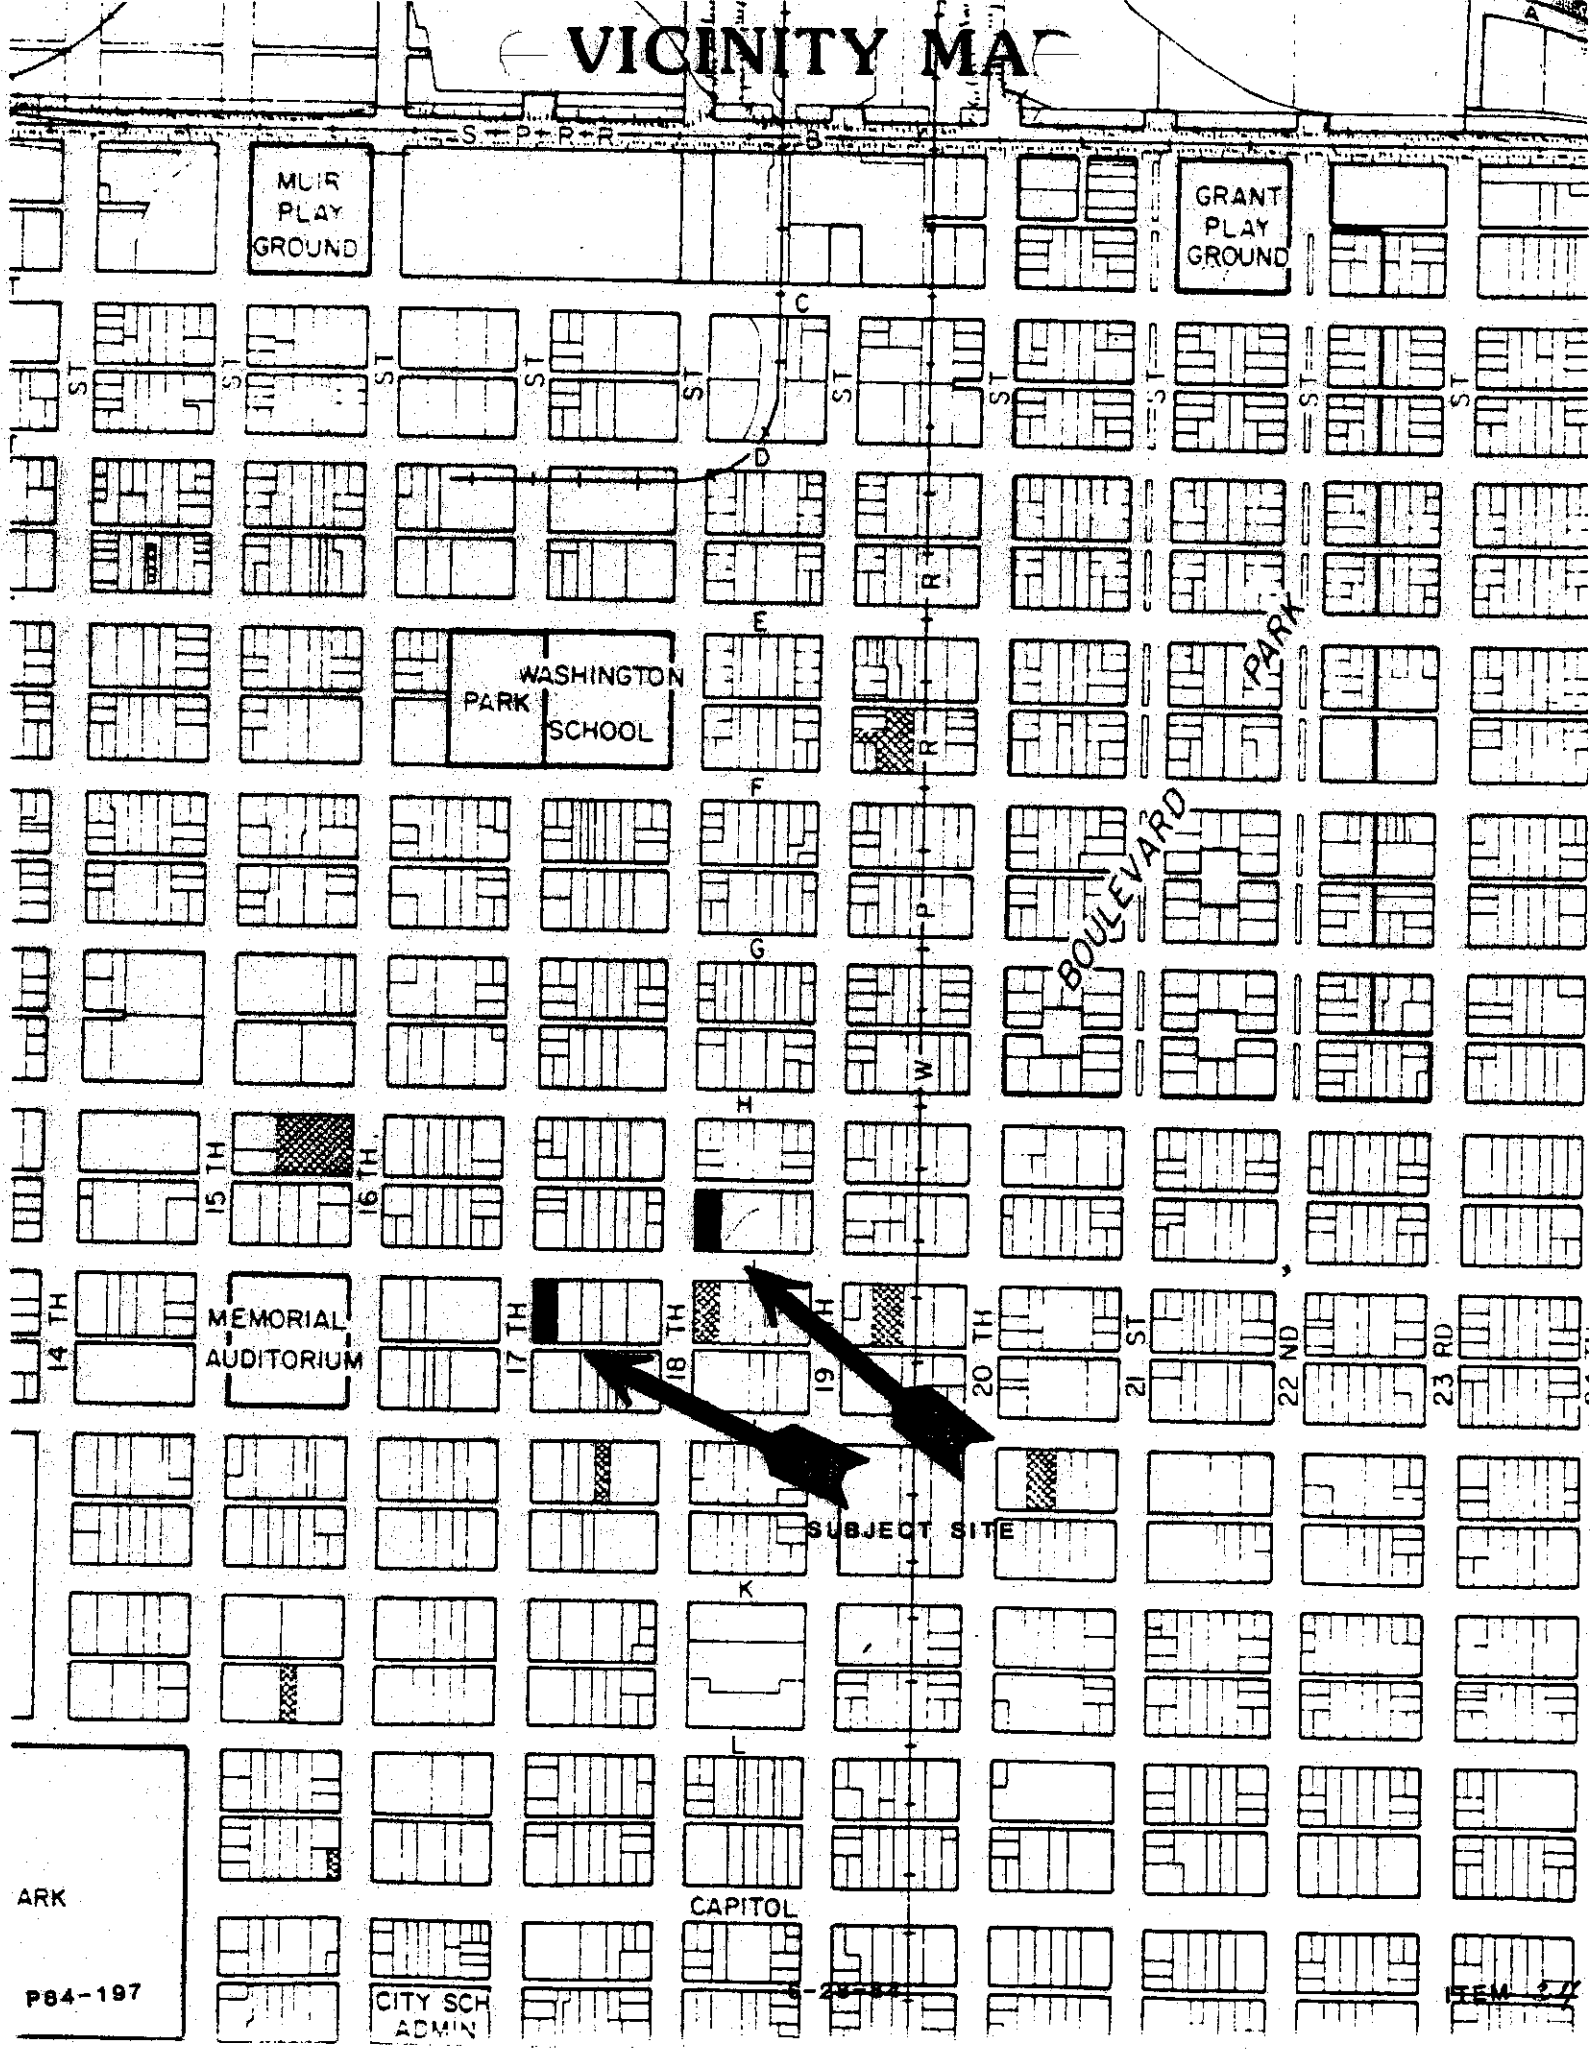 VICINITY MA
A
S P R R
B
MUIR
PLAY
GROUND
GRANT
PLAY
GROUND
C
ST
ST
ST
ST
ST
ST
ST
ST
ST
ST
D
R
E
PARK
WASHINGTON
SCHOOL
PARK
R
F
BOULEVARD
P
G
W
H
15 TH
16 TH
MEMORIAL
AUDITORIUM
14 TH
17 TH
18 TH
19 TH
20 TH
21 ST
22 ND
23 RD
SUBJECT SITE
K
L
ARK
CAPITOL
P84-197
CITY SCH
ADMIN
ITEM